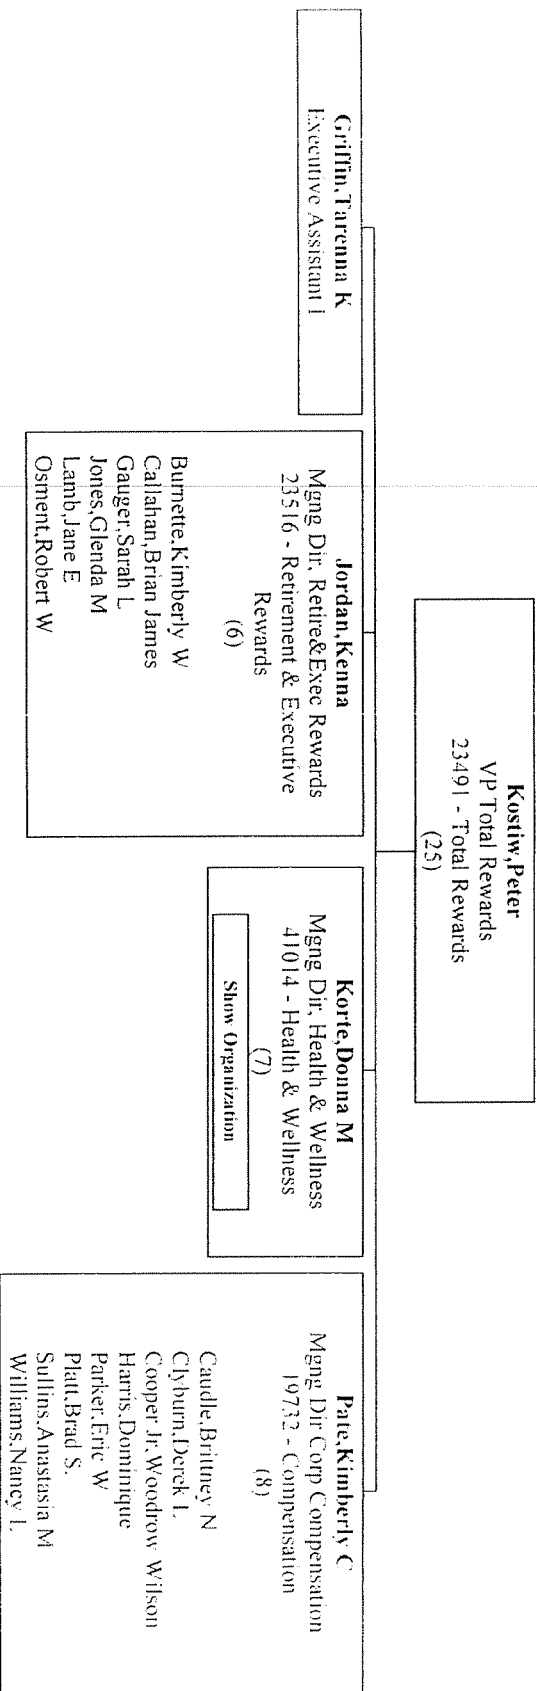 Kostiw,Peter
VP Total Rewards
23491 - Total Rewards
(25)
Griffin,Tarenna K
Executive Assistant I
Jordan,Kenna
Mgng Dir, Retire&Exec Rewards
23516 - Retirement & Executive
Rewards
(6)
Burnette,Kimberly W
Callahan,Brian James
Gauger,Sarah L
Jones,Glenda M
Lamb,Jane E
Osment,Robert W
Korte,Donna M
Mgng Dir, Health & Wellness
41014 - Health & Wellness
(7)
Show Organization
Pate,Kimberly C
Mgng Dir Corp Compensation
19732 - Compensation
(8)
Caudle,Brittney N
Clyburn,Derek L
Cooper Jr,Woodrow Wilson
Harris,Dominique
Parker,Eric W
Platt,Brad S.
Sullins,Anastasia M
Williams,Nancy L